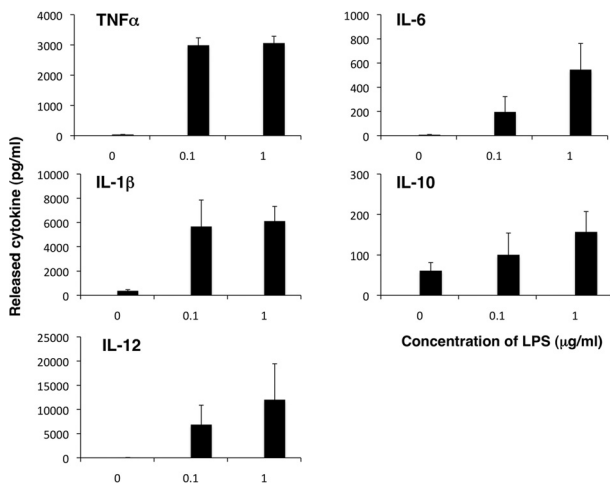 TNFα
4000
3000
2000
1000
0
0 0.1 1
IL-6
1000
800
600
400
200
0
0 0.1 1
IL-1β
10000
8000
6000
4000
2000
0
0 0.1 1
IL-10
300
200
100
0
0 0.1 1
IL-12
25000
20000
15000
10000
5000
0
0 0.1 1
Released cytokine (pg/ml)
Concentration of LPS (μg/ml)